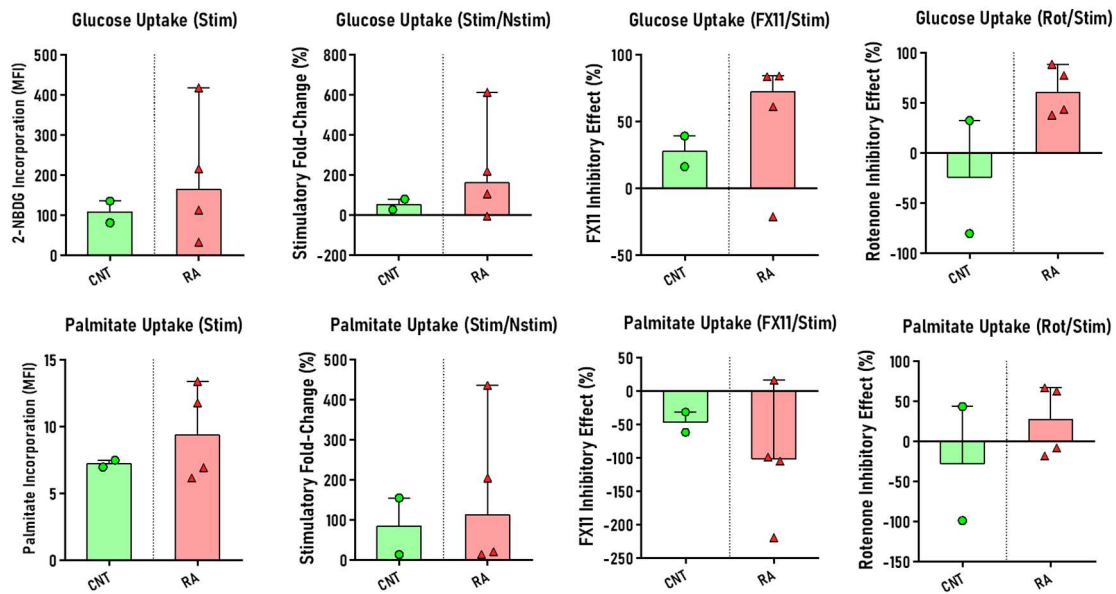 Glucose Uptake (Stim)
2-NBDG Incorporation (MFI)
500
400
300
200
100
0
CNT
RA
Glucose Uptake (Stim/Nstim)
Stimulatory Fold-Change (%)
800
600
400
200
0
-200
CNT
RA
Glucose Uptake (FX11/Stim)
FX11 Inhibitory Effect (%)
100
50
0
-50
CNT
RA
Glucose Uptake (Rot/Stim)
Rotenone Inhibitory Effect (%)
100
50
0
-50
-100
CNT
RA
Palmitate Uptake (Stim)
Palmitate Incorporation (MFI)
15
10
5
0
CNT
RA
Palmitate Uptake (Stim/Nstim)
Stimulatory Fold-Change (%)
500
400
300
200
100
0
CNT
RA
Palmitate Uptake (FX11/Stim)
FX11 Inhibitory Effect (%)
50
0
-50
-100
-150
-200
-250
CNT
RA
Palmitate Uptake (Rot/Stim)
Rotenone Inhibitory Effect (%)
100
50
0
-50
-100
-150
CNT
RA